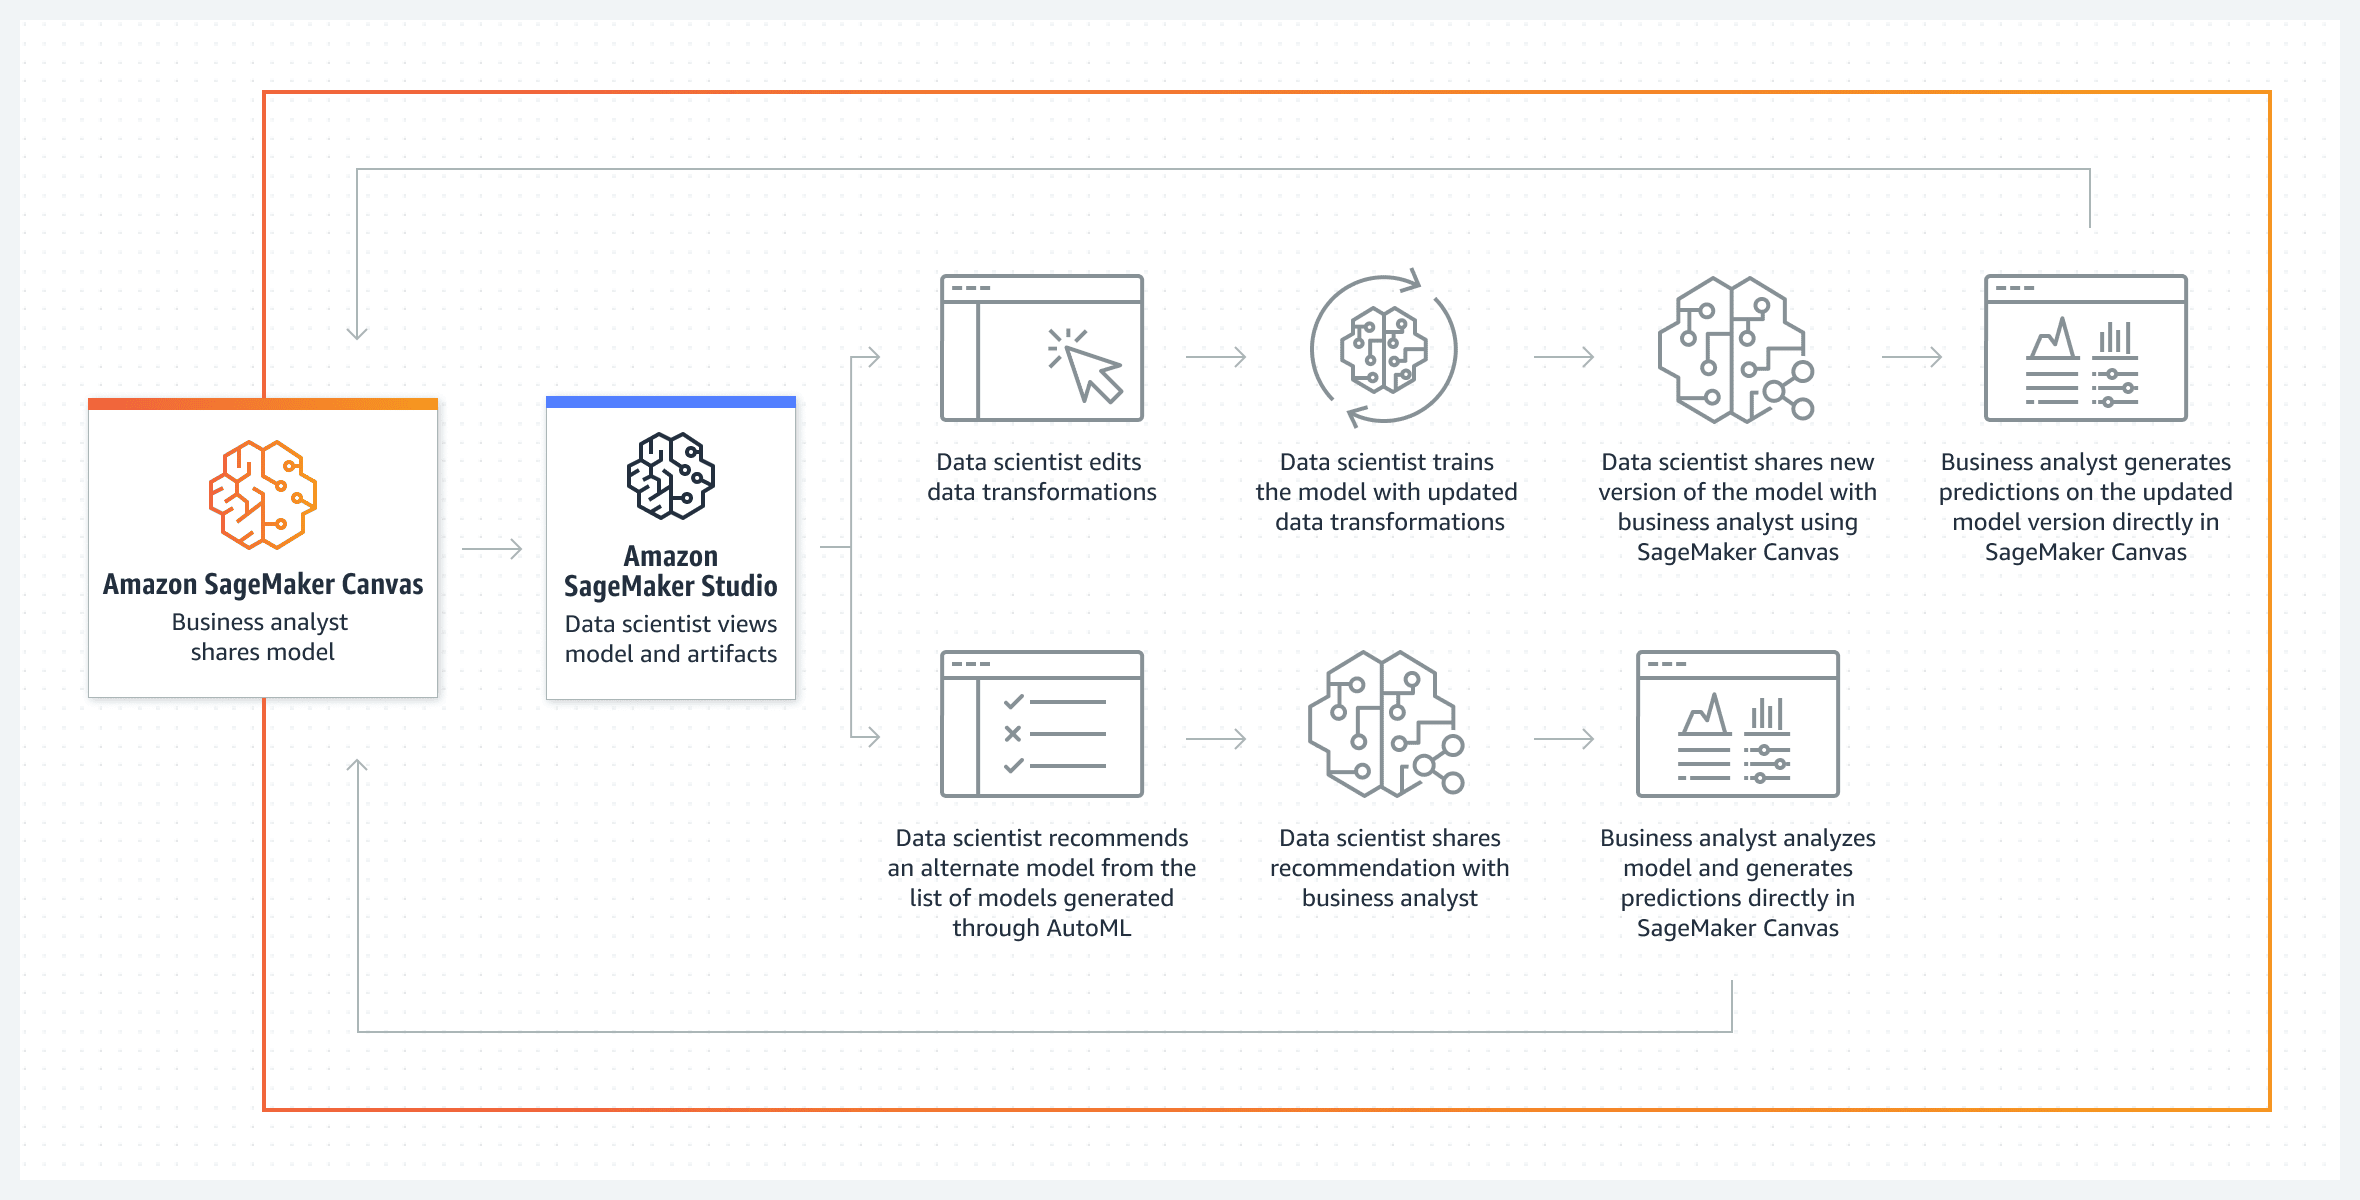 Amazon SageMaker Canvas
Business analyst
shares model
Amazon
SageMaker Studio
Data scientist views
model and artifacts
Data scientist edits
data transformations
Data scientist trains
the model with updated
data transformations
Data scientist shares new
version of the model with
business analyst using
SageMaker Canvas
Business analyst generates
predictions on the updated
model version directly in
SageMaker Canvas
Data scientist recommends
an alternate model from the
list of models generated
through AutoML
Data scientist shares
recommendation with
business analyst
Business analyst analyzes
model and generates
predictions directly in
SageMaker Canvas